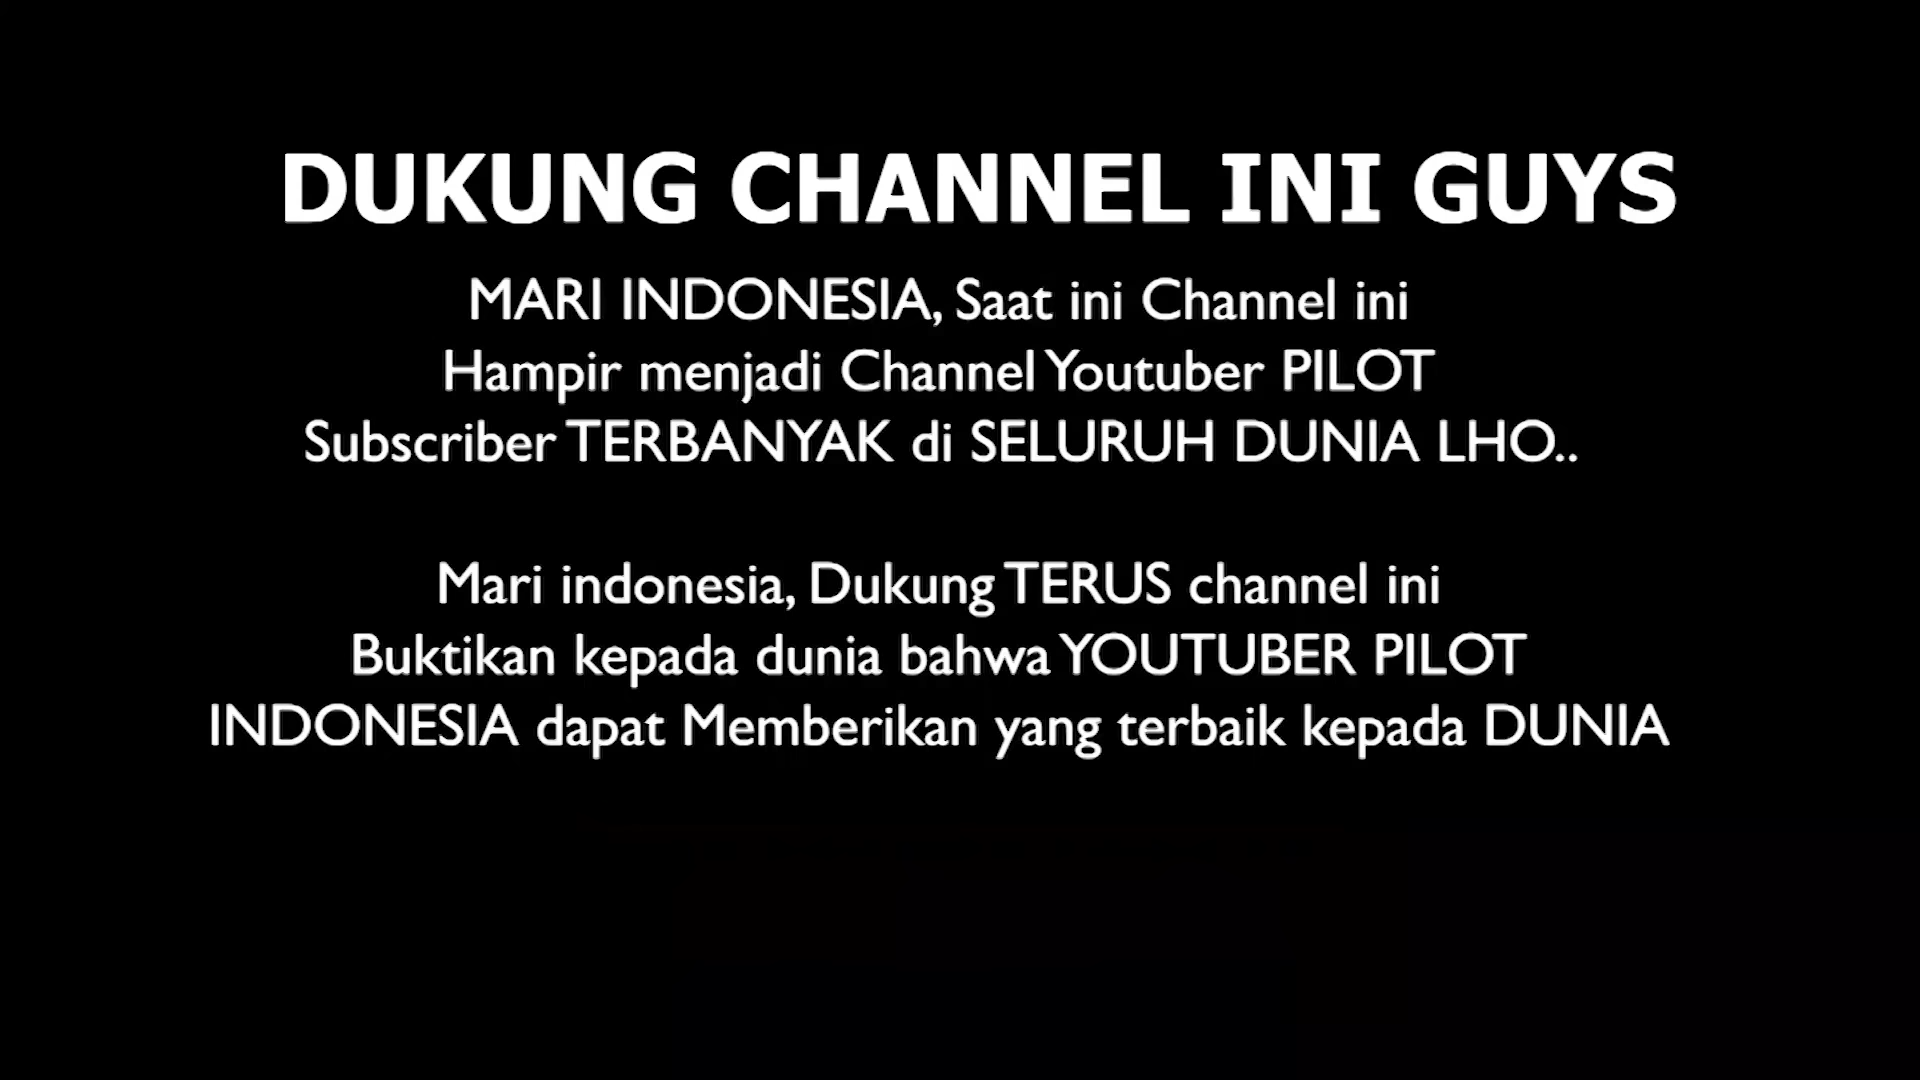 DUKUNG CHANNEL INI GUYS
MARI INDONESIA, Saat ini Channel ini
Hampir menjadi Channel Youtuber PILOT
Subscriber TERBANYAK di SELURUH DUNIA LHO..
Mari indonesia, Dukung TERUS channel ini
Buktikan kepada dunia bahwa YOUTUBER PILOT
INDONESIA dapat Memberikan yang terbaik kepada DUNIA